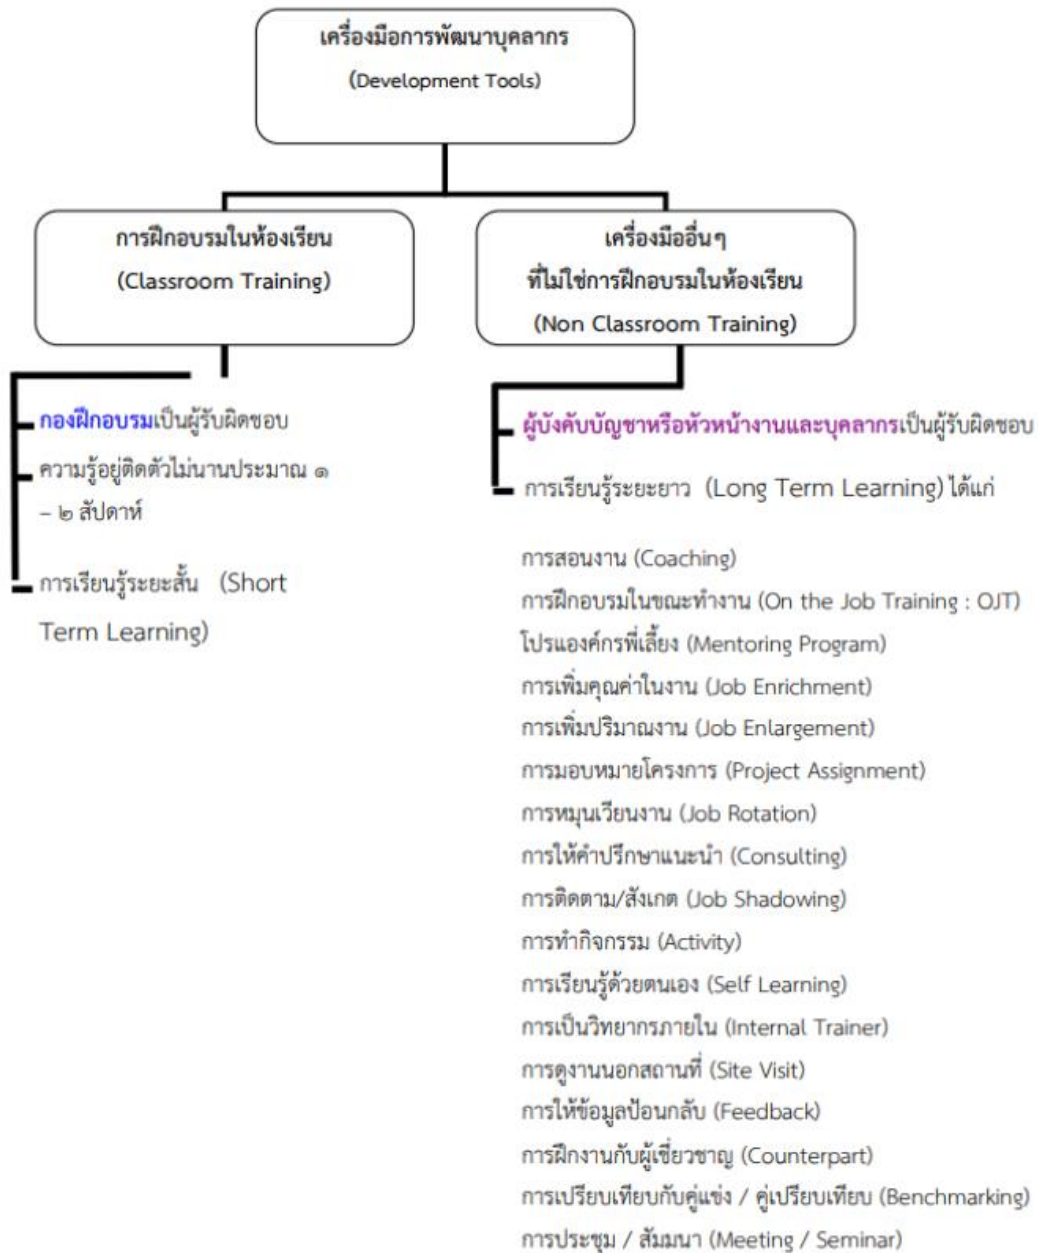 เครื่องมือการพัฒนาบุคลากร
(Development Tools)
การฝึกอบรมในห้องเรียน
(Classroom Training)
เครื่องมืออื่นๆ
ที่ไม่ใช่การฝึกอบรมในห้องเรียน
(Non Classroom Training)
กองฝึกอบรมเป็นผู้รับผิดชอบ
ความรู้อยู่ติดตัวไม่นานประมาณ ๑
– ๒ สัปดาห์
การเรียนรู้ระยะสั้น (Short
Term Learning)
ผู้บังคับบัญชาหรือหัวหน้างานและบุคลากรเป็นผู้รับผิดชอบ
การเรียนรู้ระยะยาว (Long Term Learning) ได้แก่
การสอนงาน (Coaching)
การฝึกอบรมในขณะทำงาน (On the Job Training : OJT)
โปรแองค์กรพี่เลี้ยง (Mentoring Program)
การเพิ่มคุณค่าในงาน (Job Enrichment)
การเพิ่มปริมาณงาน (Job Enlargement)
การมอบหมายโครงการ (Project Assignment)
การหมุนเวียนงาน (Job Rotation)
การให้คำปรึกษาแนะนำ (Consulting)
การติดตาม/สังเกต (Job Shadowing)
การทำกิจกรรม (Activity)
การเรียนรู้ด้วยตนเอง (Self Learning)
การเป็นวิทยากรภายใน (Internal Trainer)
การดูงานนอกสถานที่ (Site Visit)
การให้ข้อมูลป้อนกลับ (Feedback)
การฝึกงานกับผู้เชี่ยวชาญ (Counterpart)
การเปรียบเทียบกับคู่แข่ง / คู่เปรียบเทียบ (Benchmarking)
การประชุม / สัมมนา (Meeting / Seminar)